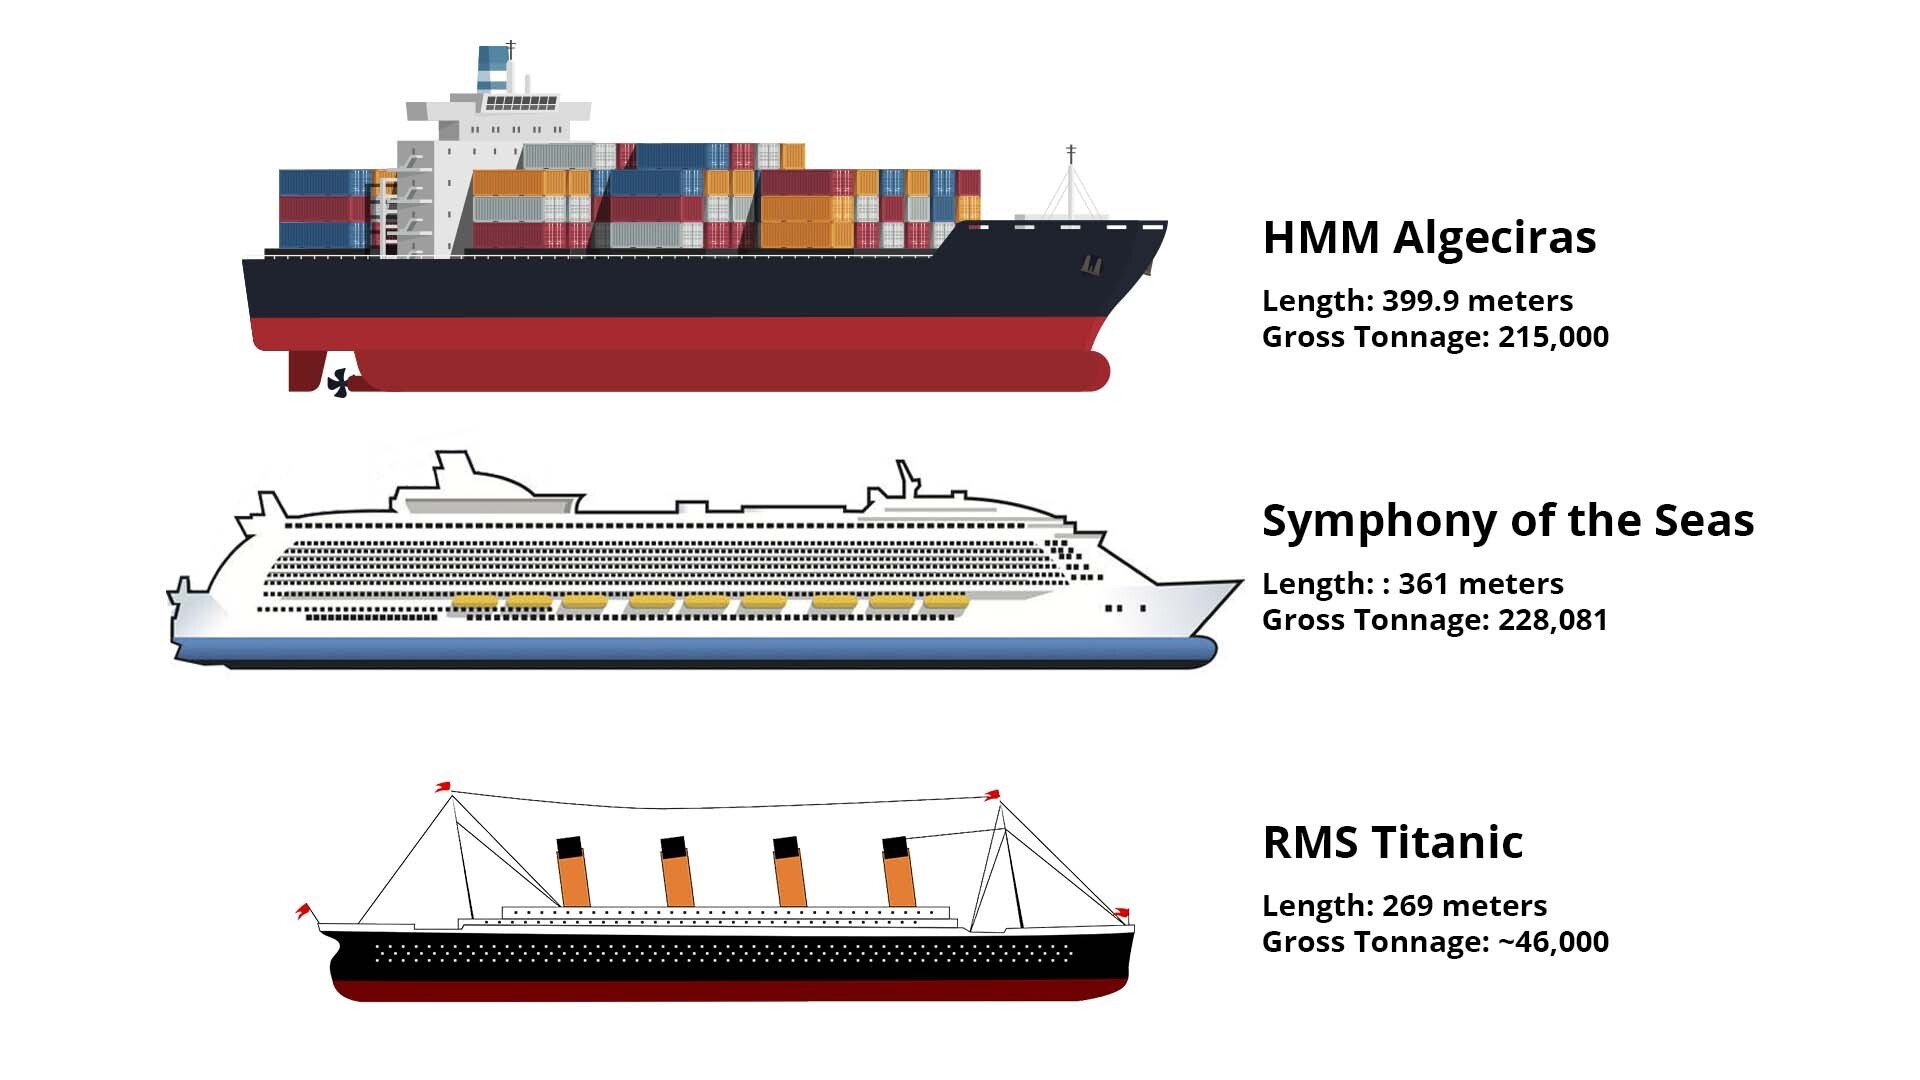 HMM Algeciras
Length: 399.9 meters
Gross Tonnage: 215,000
Symphony of the Seas
Length: : 361 meters
Gross Tonnage: 228,081
RMS Titanic
Length: 269 meters
Gross Tonnage: ~46,000